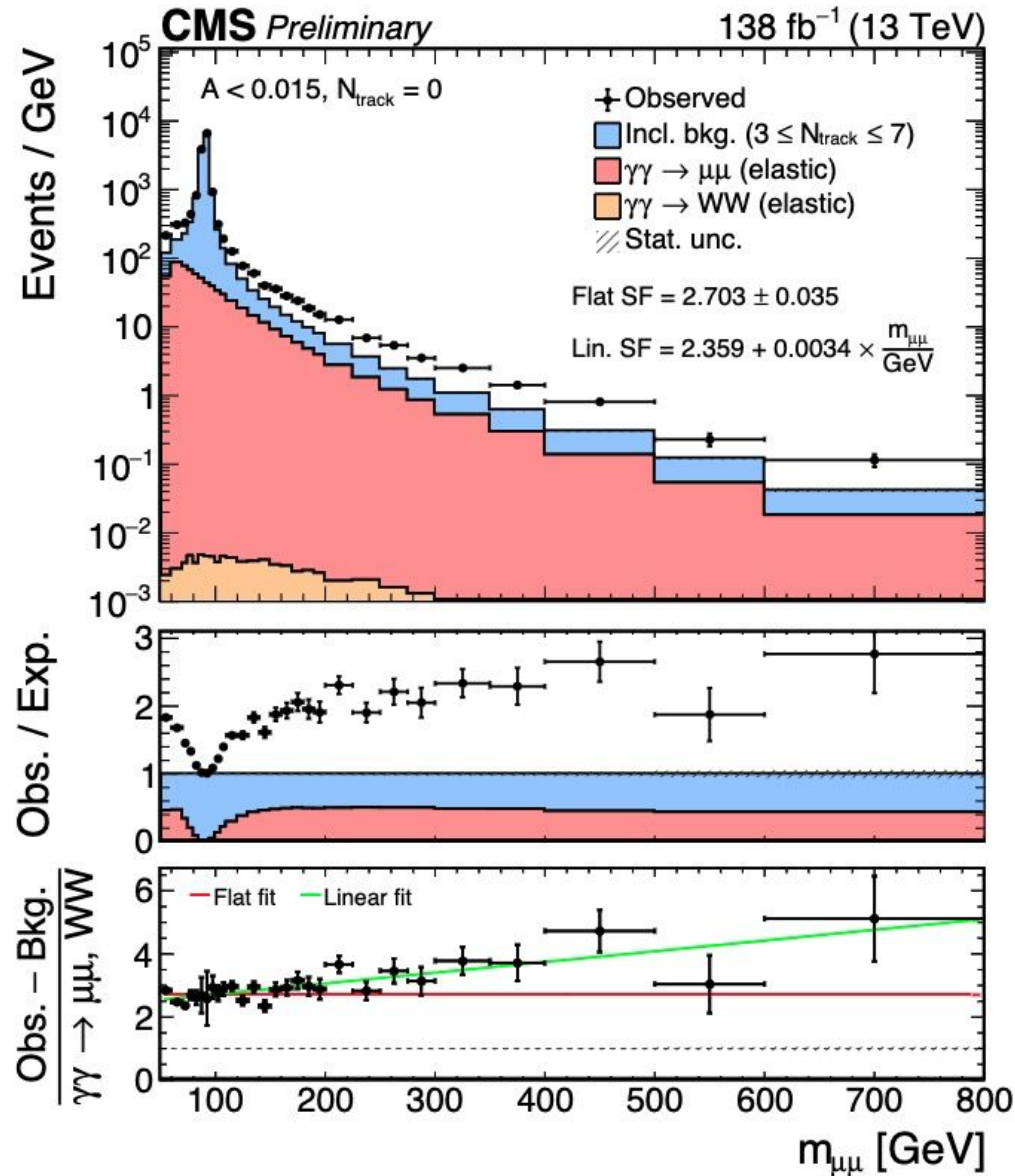 CMS Preliminary 138 fb⁻¹ (13 TeV)
A < 0.015, N_track = 0
Observed
Incl. bkg. (3 ≤ N_track ≤ 7)
γγ → μμ (elastic)
γγ → WW (elastic)
Stat. unc.
Flat SF = 2.703 ± 0.035
Lin. SF = 2.359 + 0.0034 × m_μμ/GeV
Events / GeV
10⁵
10⁴
10³
10²
10
1
10⁻¹
10⁻²
10⁻³
Obs. / Exp.
3
2
1
0
Obs. – Bkg.
γγ → μμ, WW
Flat fit Linear fit
6
4
2
0
100 200 300 400 500 600 700 800
m_μμ [GeV]